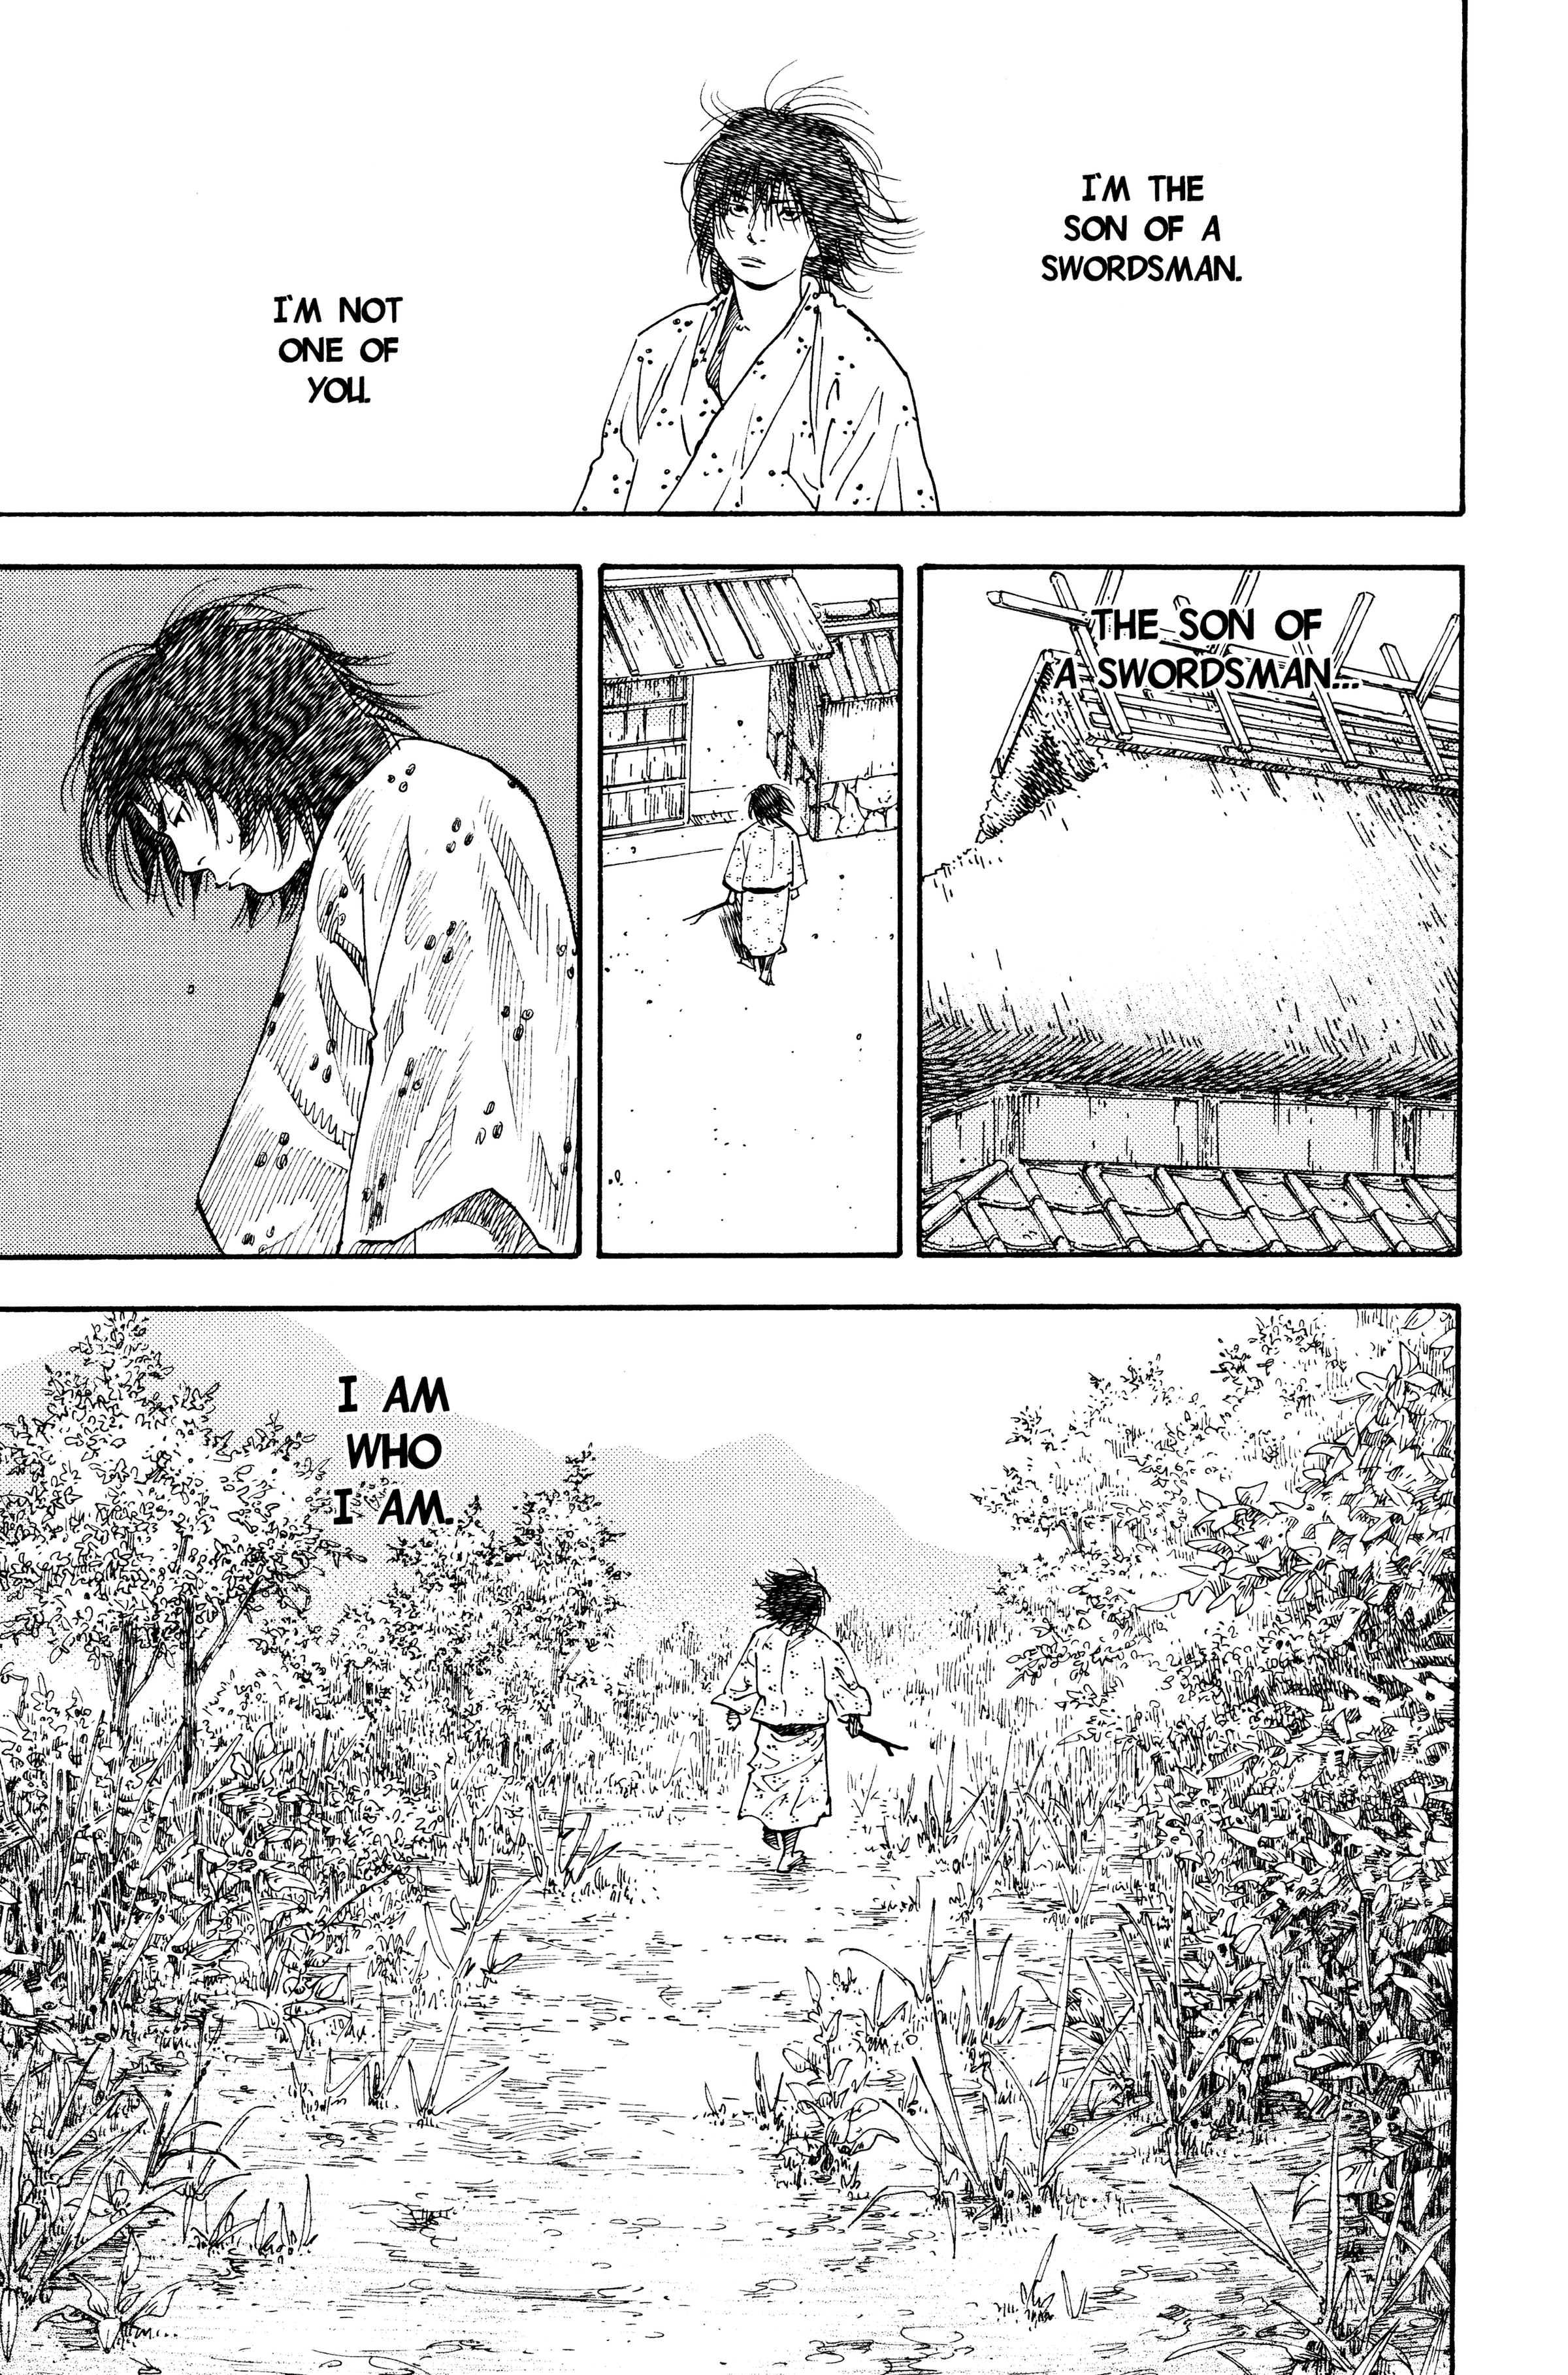 I'M THE
SON OF A
SWORDSMAN.
I'M NOT
ONE OF
YOU.
THE SON OF
A SWORDSMAN...
I AM
WHO
I AM.